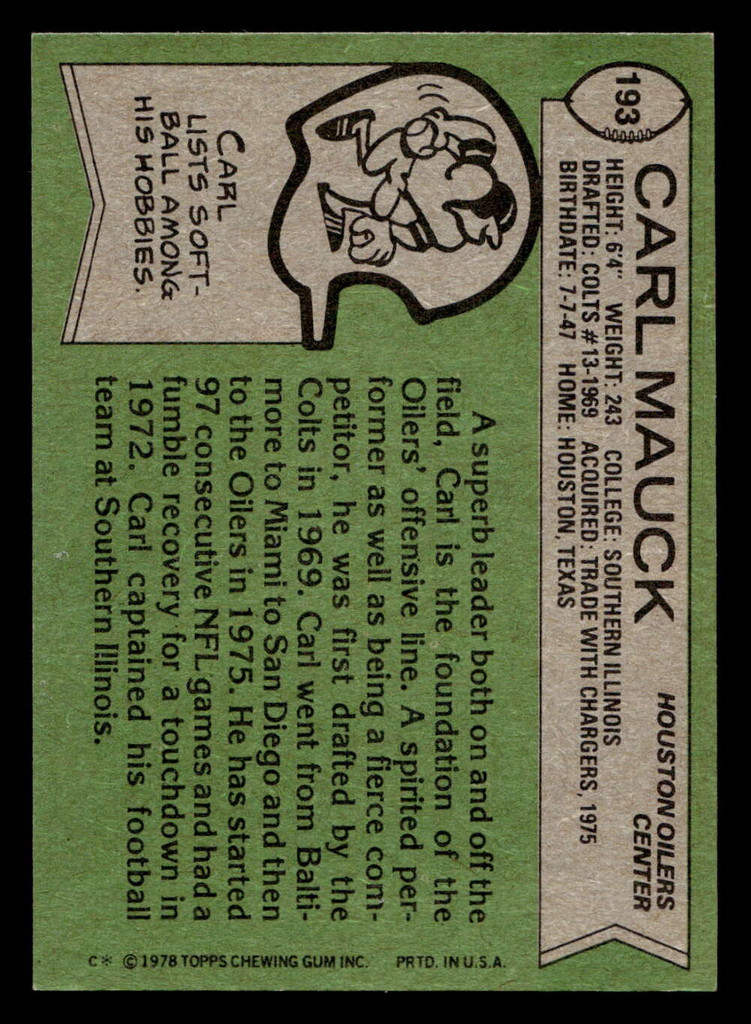 193
CARL MAUCK
HOUSTON OILERS
CENTER
HEIGHT: 6'4" WEIGHT: 243 COLLEGE: SOUTHERN ILLINOIS
DRAFTED: COLTS #13-1969 ACQUIRED: TRADE WITH CHARGERS, 1975
BIRTHDATE: 7-7-47 HOME: HOUSTON, TEXAS
CARL
LISTS SOFT-
BALL AMONG
HIS HOBBIES.
A superb leader both on and off the
field, Carl is the foundation of the
Oilers' offensive line. A spirited per-
former as well as being a fierce com-
petitor, he was first drafted by the
Colts in 1969. Carl went from Balti-
more to Miami to San Diego and then
to the Oilers in 1975. He has started
97 consecutive NFL games and had a
fumble recovery for a touchdown in
1972. Carl captained his football
team at Southern Illinois.
C* © 1978 TOPPS CHEWING GUM INC. PRTD. IN U.S.A.